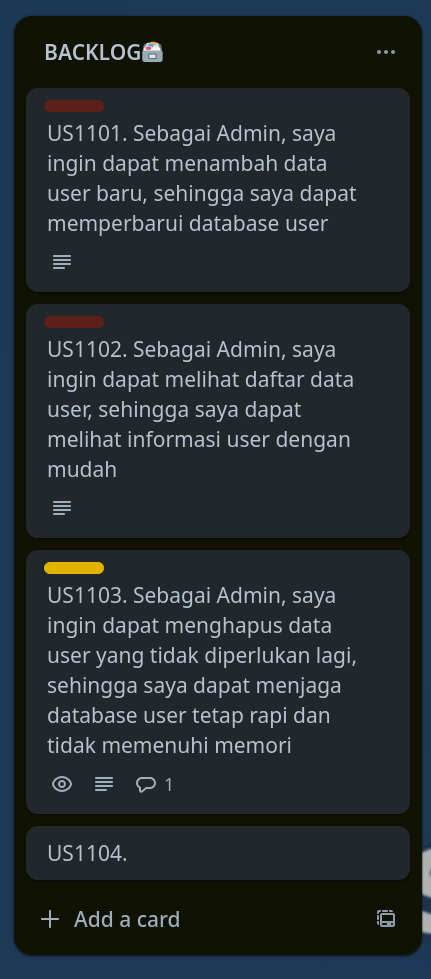 BACKLOG🗃️
US1101. Sebagai Admin, saya
ingin dapat menambah data
user baru, sehingga saya dapat
memperbarui database user
US1102. Sebagai Admin, saya
ingin dapat melihat daftar data
user, sehingga saya dapat
melihat informasi user dengan
mudah
US1103. Sebagai Admin, saya
ingin dapat menghapus data
user yang tidak diperlukan lagi,
sehingga saya dapat menjaga
database user tetap rapi dan
tidak memenuhi memori
1
US1104.
Add a card